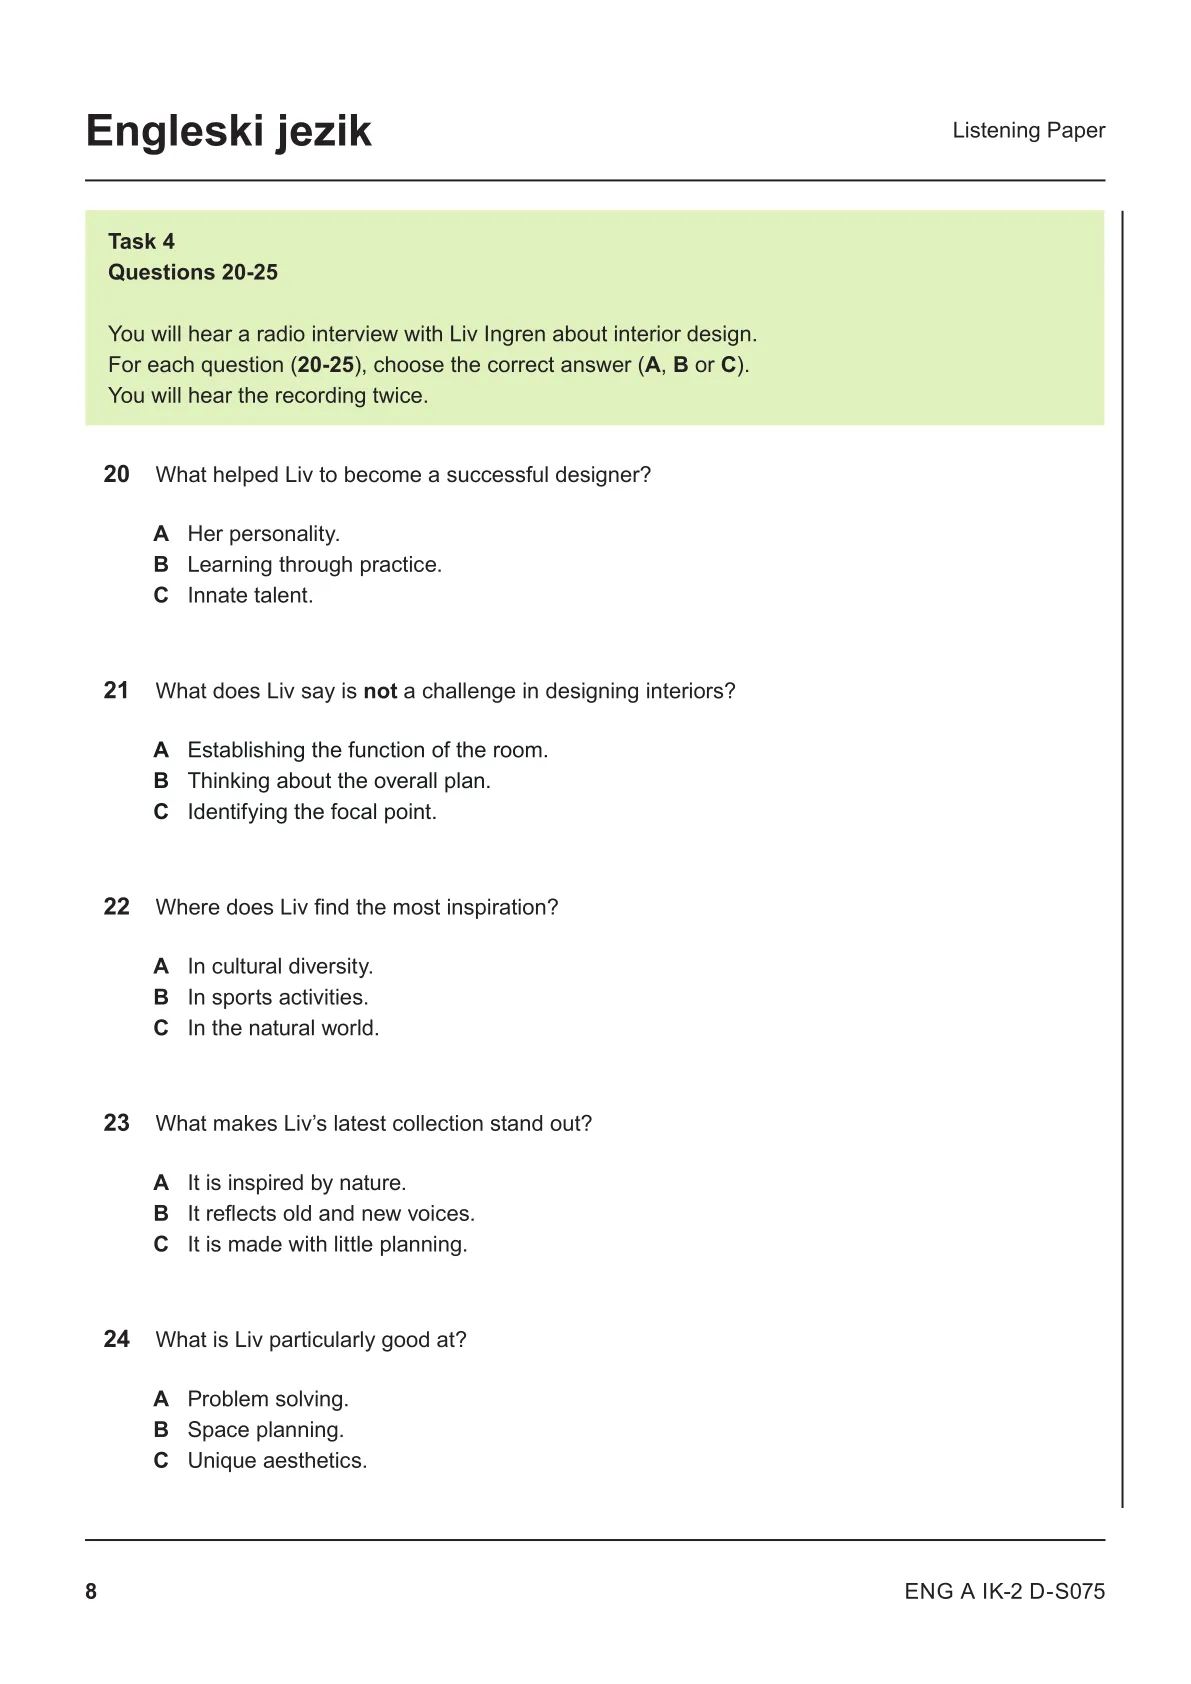 Engleski jezik
Listening Paper
Task 4
Questions 20-25
You will hear a radio interview with Liv Ingren about interior design.
For each question (20-25), choose the correct answer (A, B or C).
You will hear the recording twice.
20 What helped Liv to become a successful designer?
A Her personality.
B Learning through practice.
C Innate talent.
21 What does Liv say is not a challenge in designing interiors?
A Establishing the function of the room.
B Thinking about the overall plan.
C Identifying the focal point.
22 Where does Liv find the most inspiration?
A In cultural diversity.
B In sports activities.
C In the natural world.
23 What makes Liv’s latest collection stand out?
A It is inspired by nature.
B It reflects old and new voices.
C It is made with little planning.
24 What is Liv particularly good at?
A Problem solving.
B Space planning.
C Unique aesthetics.
8
ENG A IK-2 D-S075